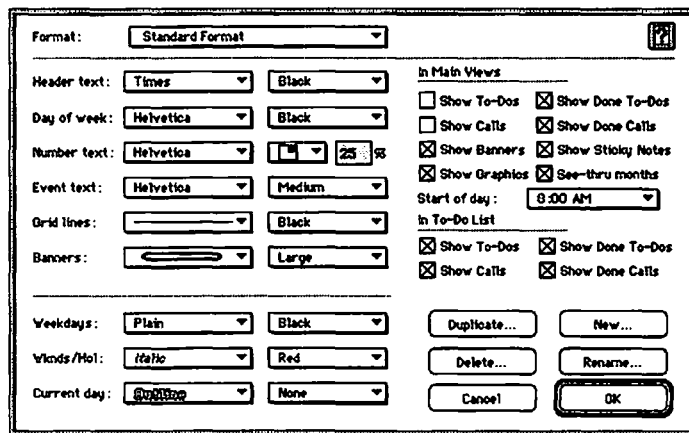 Format: Standard Format ?
Header text: Times Black
Day of week: Helvetica Black
Number text: Helvetica 25 %
Event text: Helvetica Medium
Grid lines: Black
Banners: Large
Weekdays: Plain Black
Wknds/Hol: Italic Red
Current day: Outline None
In Main Views
Show To-Dos Show Done To-Dos
Show Calls Show Done Calls
Show Banners Show Sticky Notes
Show Graphics See-thru months
Start of day: 8:00 AM
In To-Do List
Show To-Dos Show Done To-Dos
Show Calls Show Done Calls
Duplicate... New...
Delete... Rename...
Cancel OK